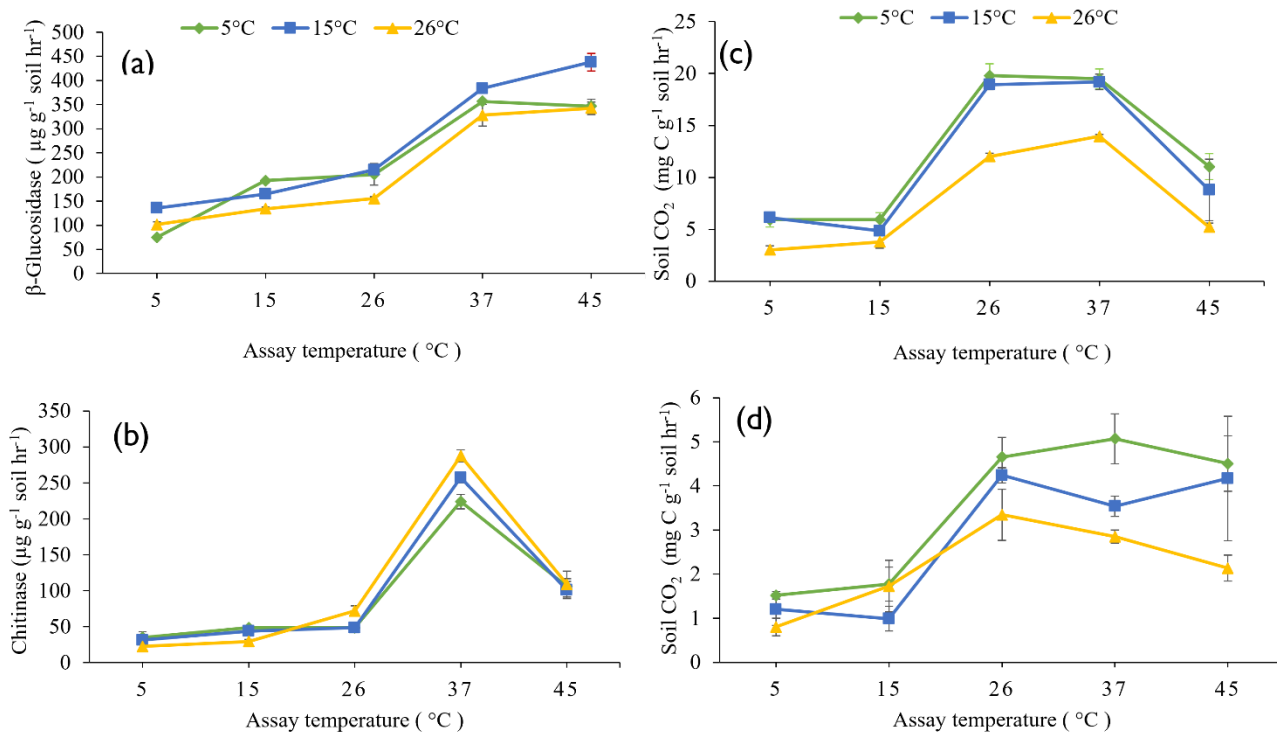 5°C 15°C 26°C
(a)
500
450
400
350
300
250
200
150
100
50
0
β-Glucosidase ( µg g-1 soil hr-1)
5 15 26 37 45
Assay temperature ( °C )
5°C 15°C 26°C
(c)
25
20
15
10
5
0
Soil CO2 (mg C g-1 soil hr-1)
5 15 26 37 45
Assay temperature ( °C )
(b)
350
300
250
200
150
100
50
0
Chitinase (µg g-1 soil hr-1)
5 15 26 37 45
Assay temperature ( °C )
(d)
6
5
4
3
2
1
0
Soil CO2 (mg C g-1 soil hr-1)
5 15 26 37 45
Assay temperature ( °C )